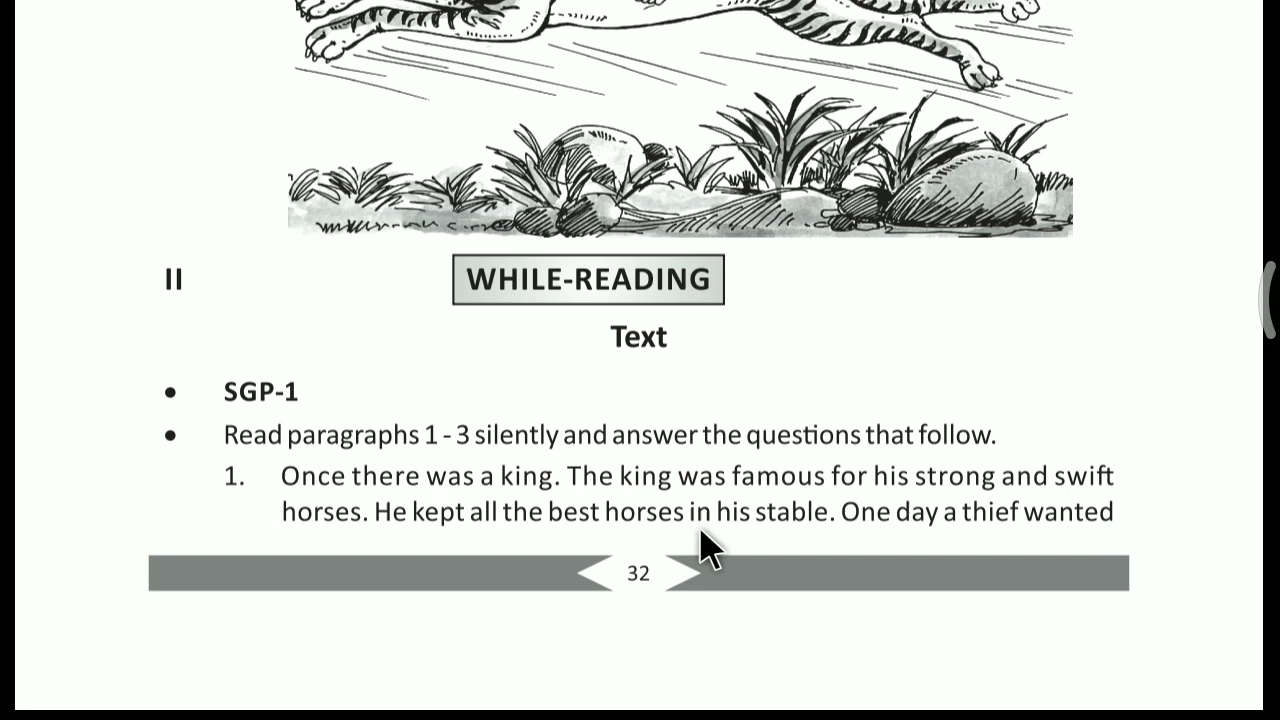 II
WHILE-READING
Text
• SGP-1
• Read paragraphs 1 - 3 silently and answer the questions that follow.
1. Once there was a king. The king was famous for his strong and swift
horses. He kept all the best horses in his stable. One day a thief wanted
32